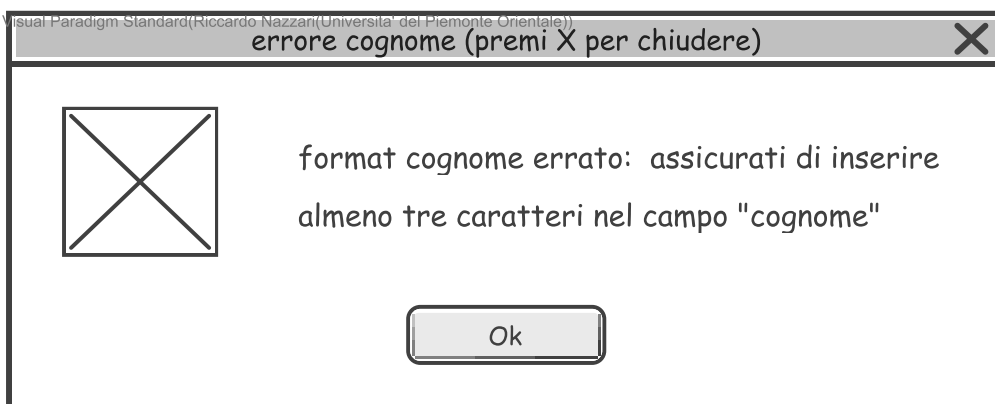 Visual Paradigm Standard(Riccardo Nazzari(Universita' del Piemonte Orientale))
errore cognome (premi X per chiudere)
format cognome errato: assicurati di inserire
almeno tre caratteri nel campo "cognome"
Ok